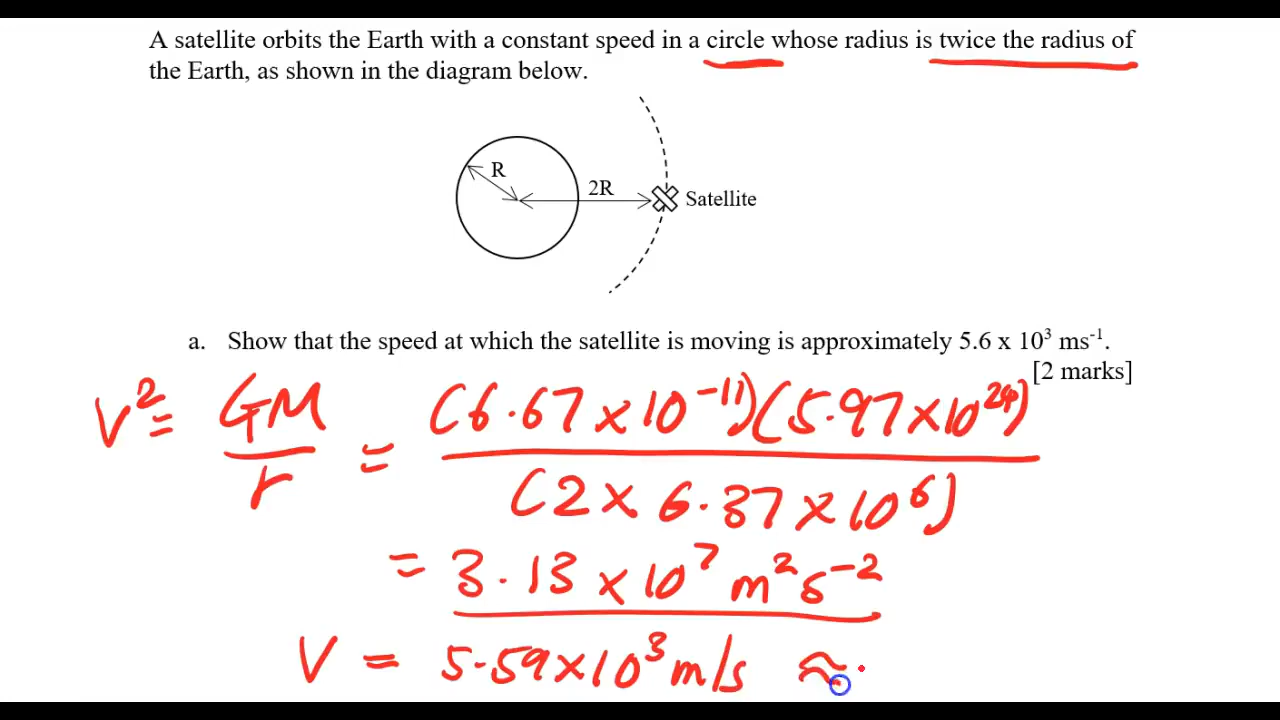 A satellite orbits the Earth with a constant speed in a circle whose radius is twice the radius of
the Earth, as shown in the diagram below.
R
2R
Satellite
a. Show that the speed at which the satellite is moving is approximately 5.6 x 10³ ms⁻¹.
[2 marks]
V² = GM/r = (6.67 × 10⁻¹¹)(5.97 × 10²⁴)/(2 × 6.37 × 10⁶)
= 3.13 × 10⁷ m² s⁻²
V = 5.59 × 10³ m/s ≈